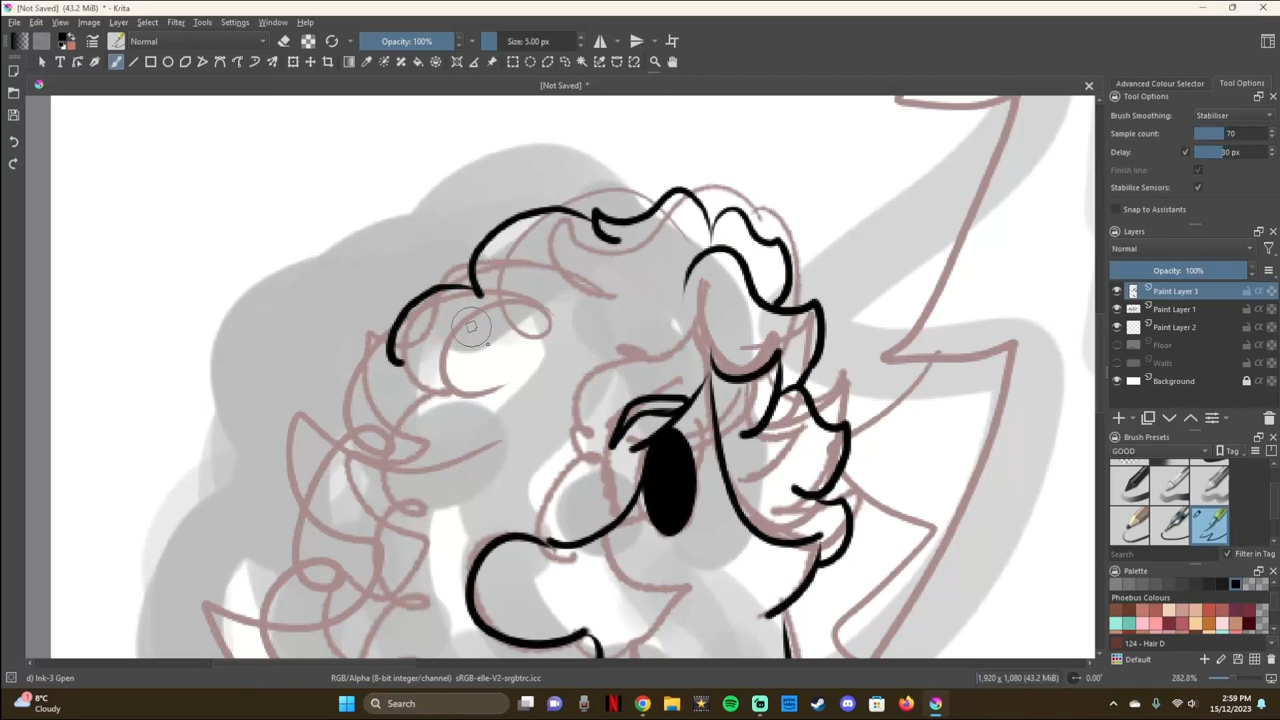 [Not Saved] (43.2 MiB) * - Krita
File Edit View Image Layer Select Filter Tools Settings Window Help
Normal
Opacity: 100%
Size: 5.00 px
[Not Saved] *
Advanced Colour Selector
Tool Options
Tool Options
Brush Smoothing: Stabiliser
Sample count: 70
Delay: 30 px
Finish line:
Stabilise Sensors:
Snap to Assistants
Layers
Normal
Opacity: 100%
Paint Layer 3
Paint Layer 1
Paint Layer 2
Floor
Walls
Background
Brush Presets
GOOD
Tag
Search
Filter in Tag
Palette
Phoebus Colours
124 - Hair D
Default
d) Ink-3 Gpen
RGB/Alpha (8-bit integer/channel) sRGB-elle-V2-srgbtrc.icc
1,920 x 1,080 (43.2 MiB)
0.00°
282.8%
1
8°C
Cloudy
Search
2:59 PM
15/12/2023